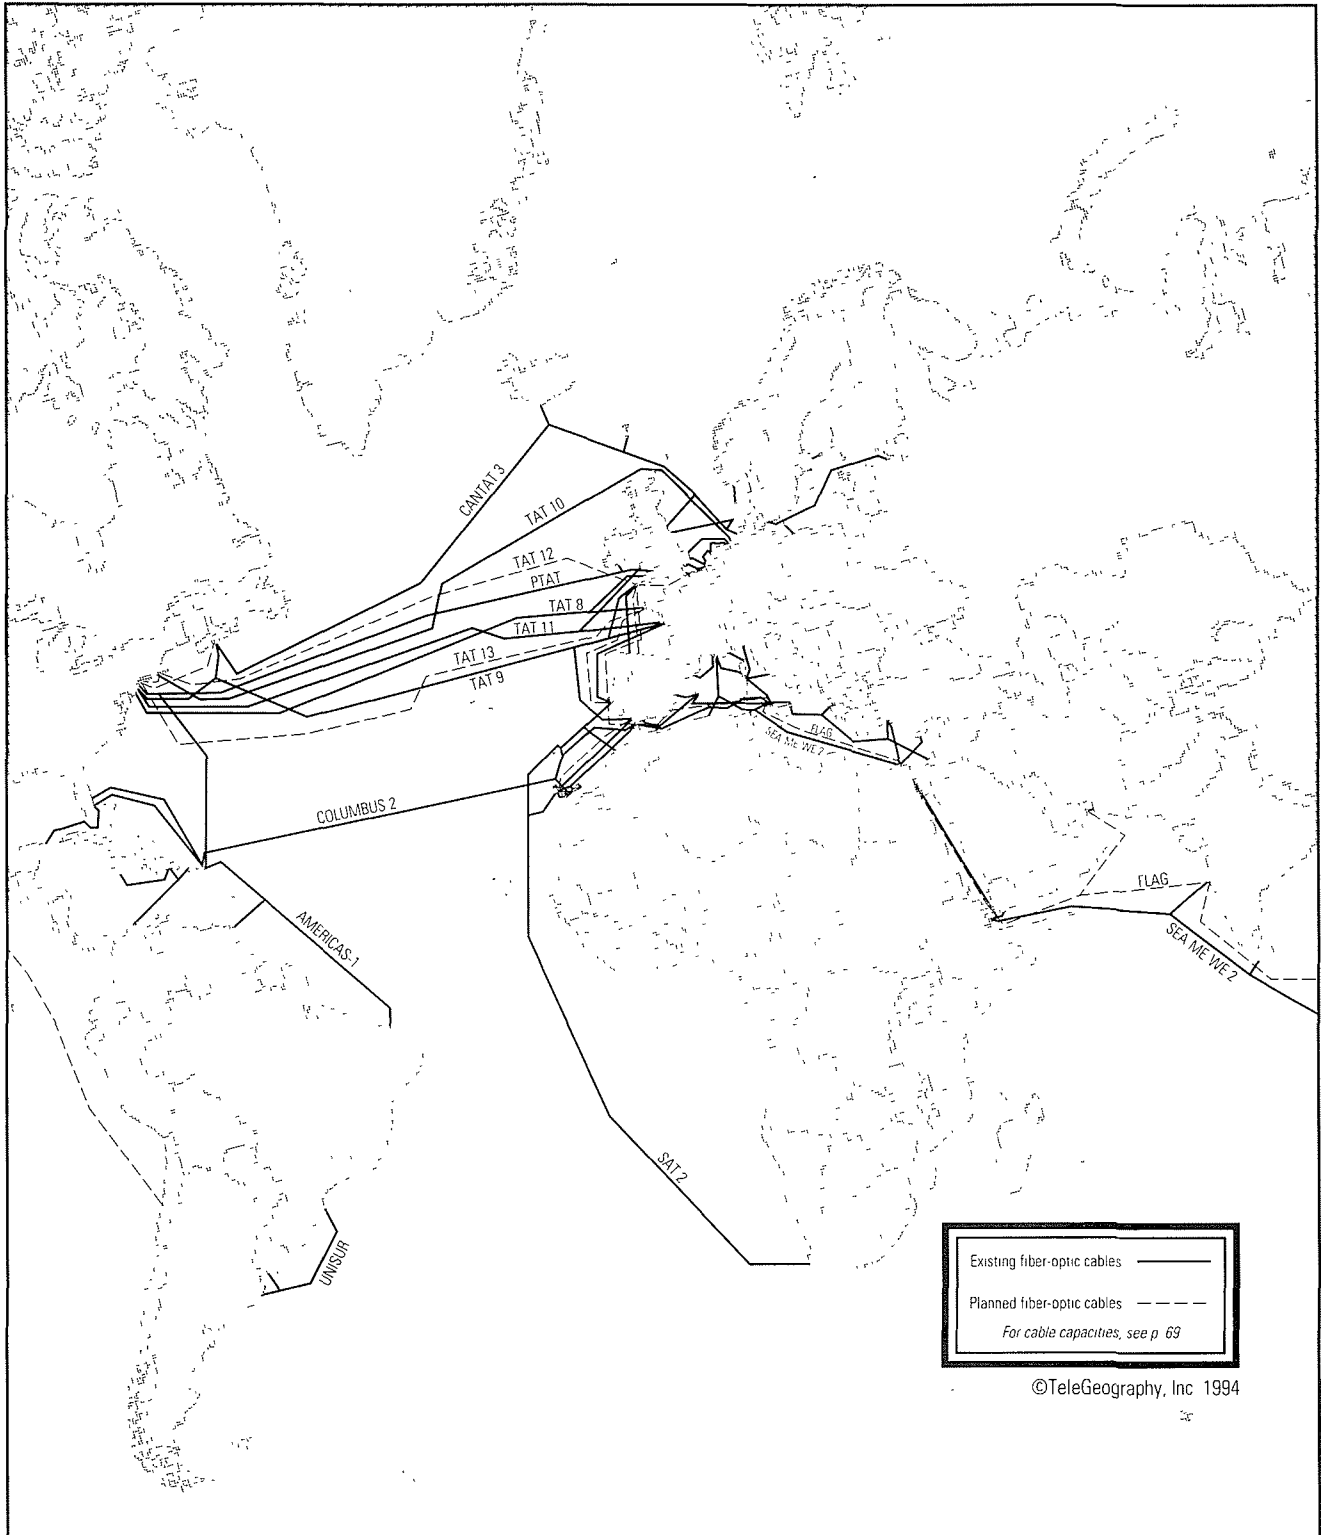 CANTAT 3
TAT 10
TAT 12
PTAT
TAT 8
TAT 11
TAT 13
TAT 9
FLAG
SEA ME WE 2
COLUMBUS 2
FLAG
AMERICAS-1
SEA ME WE 2
SAT 2
UNISUR
Existing fiber-optic cables
Planned fiber-optic cables
For cable capacities, see p 69
©TeleGeography, Inc 1994